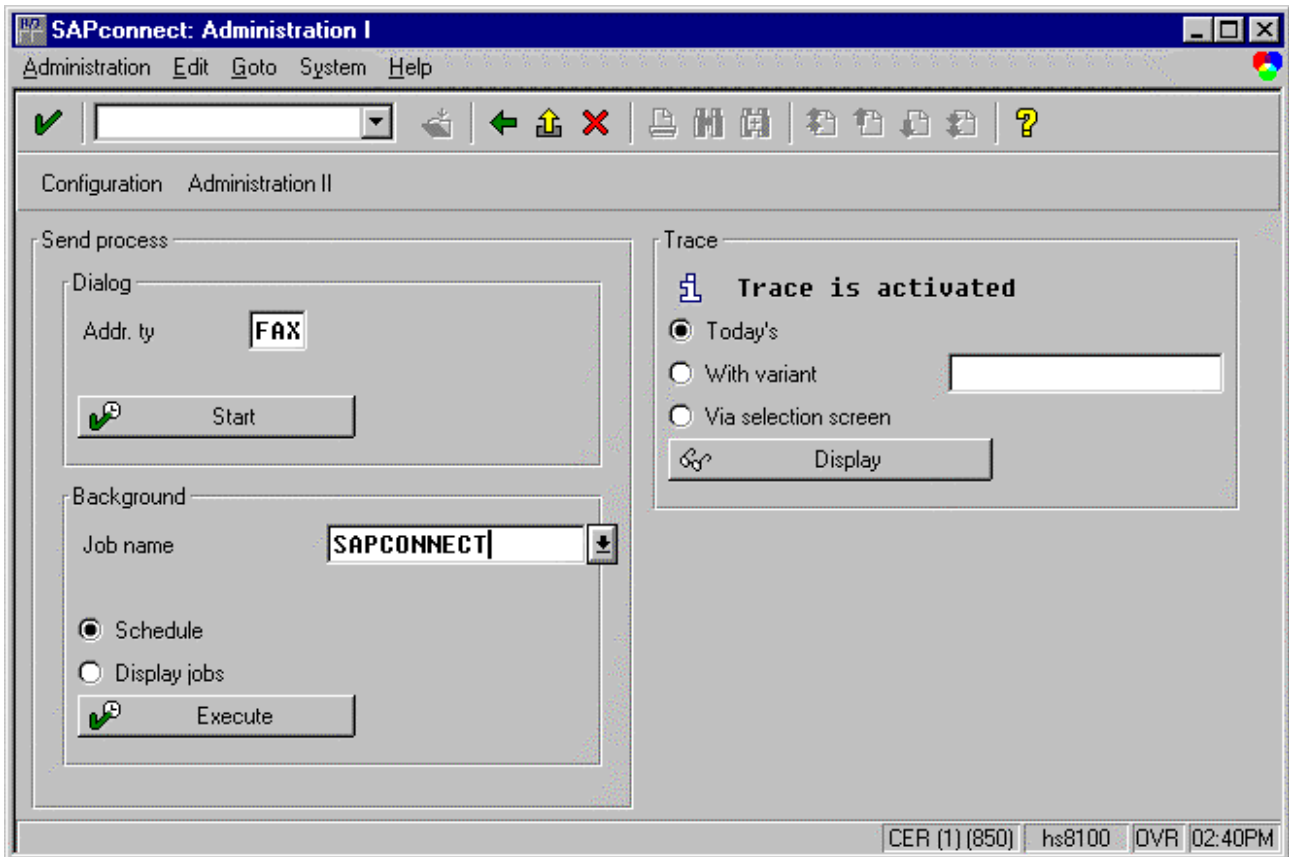 SAPconnect: Administration I
Administration Edit Goto System Help
Configuration Administration II
Send process
Dialog
Addr. ty FAX
Start
Background
Job name SAPCONNECT
Schedule
Display jobs
Execute
Trace
Trace is activated
Today's
With variant
Via selection screen
Display
CER (1) (850) hs8100 OVR 02:40PM